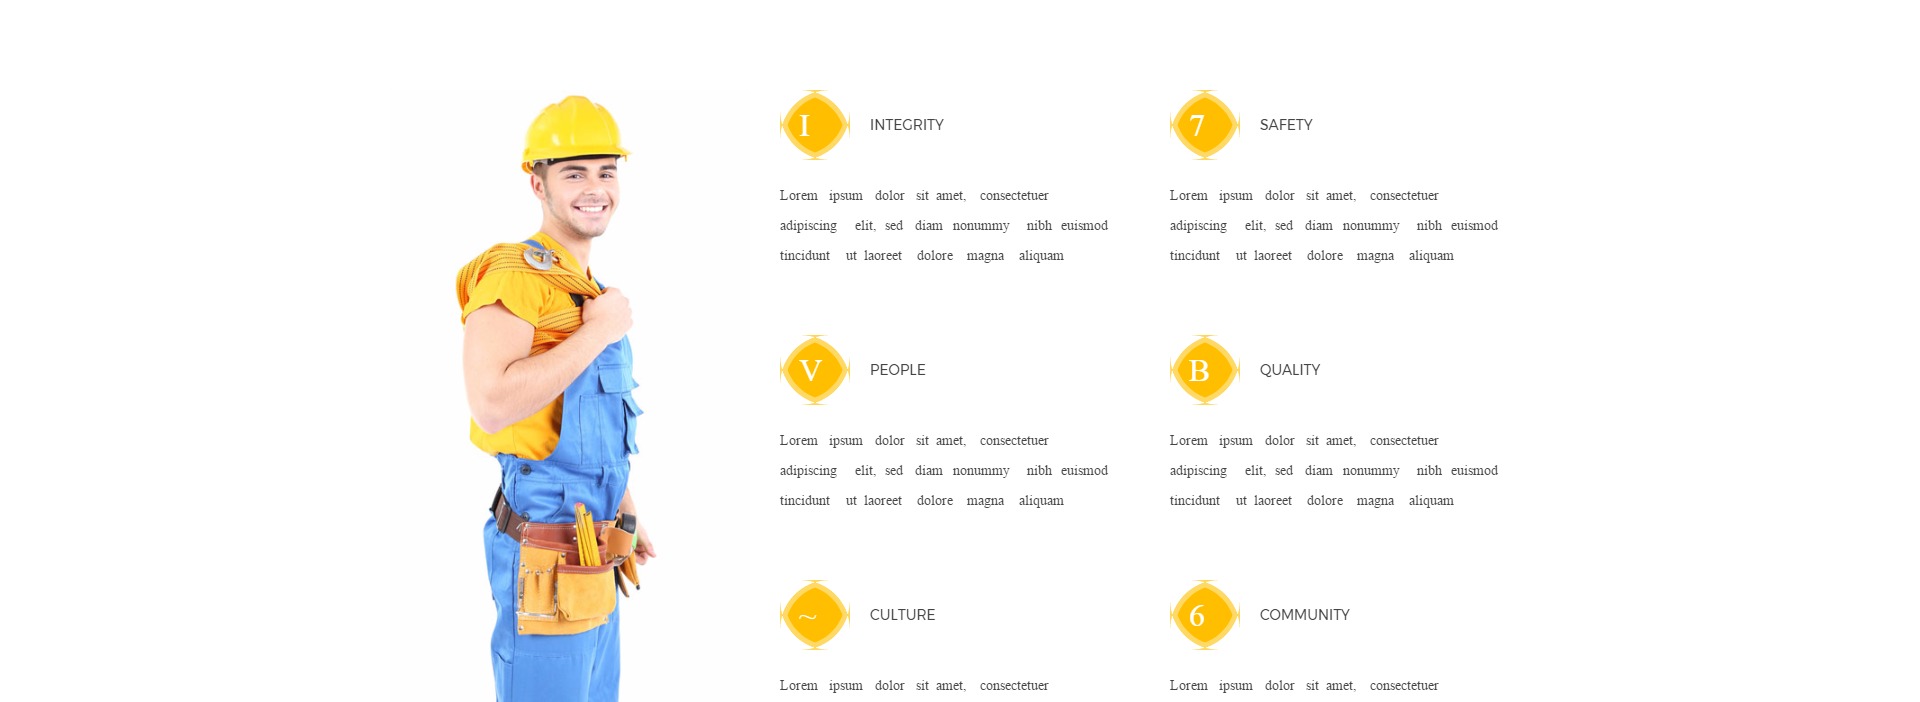 I INTEGRITY
Lorem ipsum dolor sit amet, consectetuer
adipiscing elit, sed diam nonummy nibh euismod
tincidunt ut laoreet dolore magna aliquam
7 SAFETY
Lorem ipsum dolor sit amet, consectetuer
adipiscing elit, sed diam nonummy nibh euismod
tincidunt ut laoreet dolore magna aliquam
V PEOPLE
Lorem ipsum dolor sit amet, consectetuer
adipiscing elit, sed diam nonummy nibh euismod
tincidunt ut laoreet dolore magna aliquam
B QUALITY
Lorem ipsum dolor sit amet, consectetuer
adipiscing elit, sed diam nonummy nibh euismod
tincidunt ut laoreet dolore magna aliquam
~ CULTURE
Lorem ipsum dolor sit amet, consectetuer
6 COMMUNITY
Lorem ipsum dolor sit amet, consectetuer